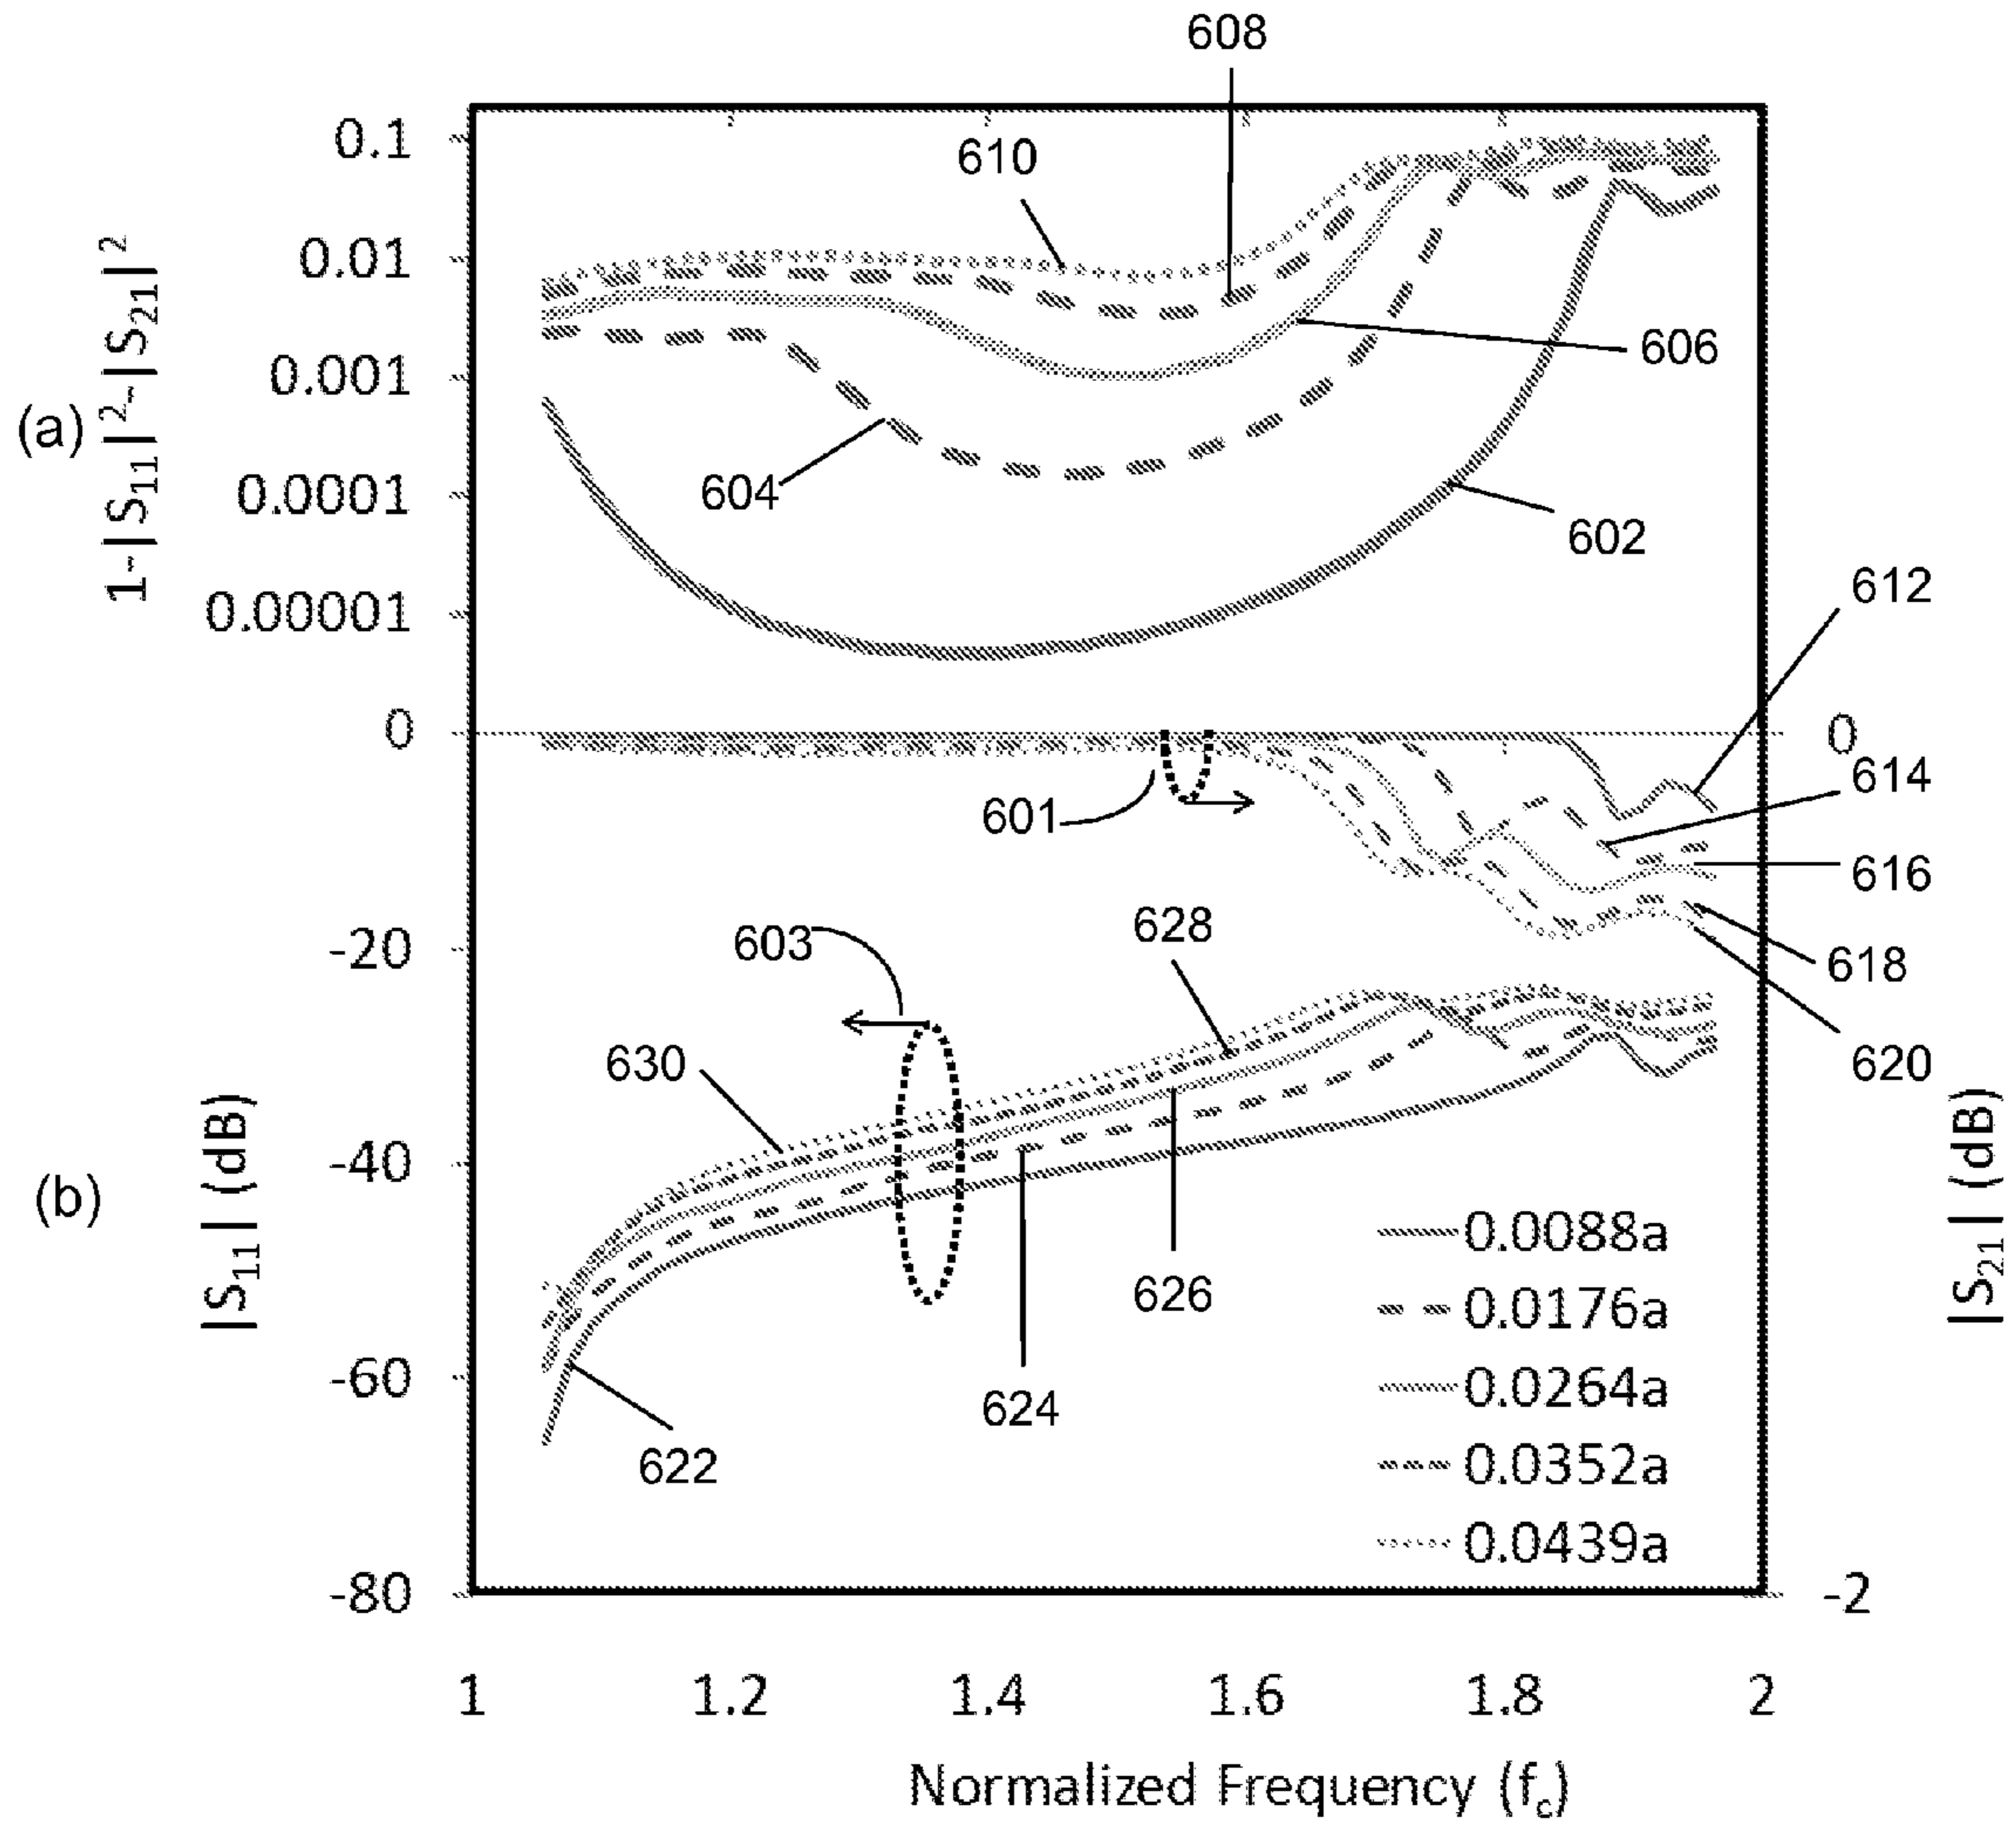 608
0.1
610
0.01
606
0.001
(a)
1-|S11|2-|S21|2
604
0.0001
602
612
0.00001
0
0
614
601
616
628
603
-20
618
630
620
-40
(b)
|S11| (dB)
|S21| (dB)
0.0088a
626
0.0176a
-60
0.0264a
624
622
0.0352a
0.0439a
-80
-2
1 1.2 1.4 1.6 1.8 2
Normalized Frequency (fc)